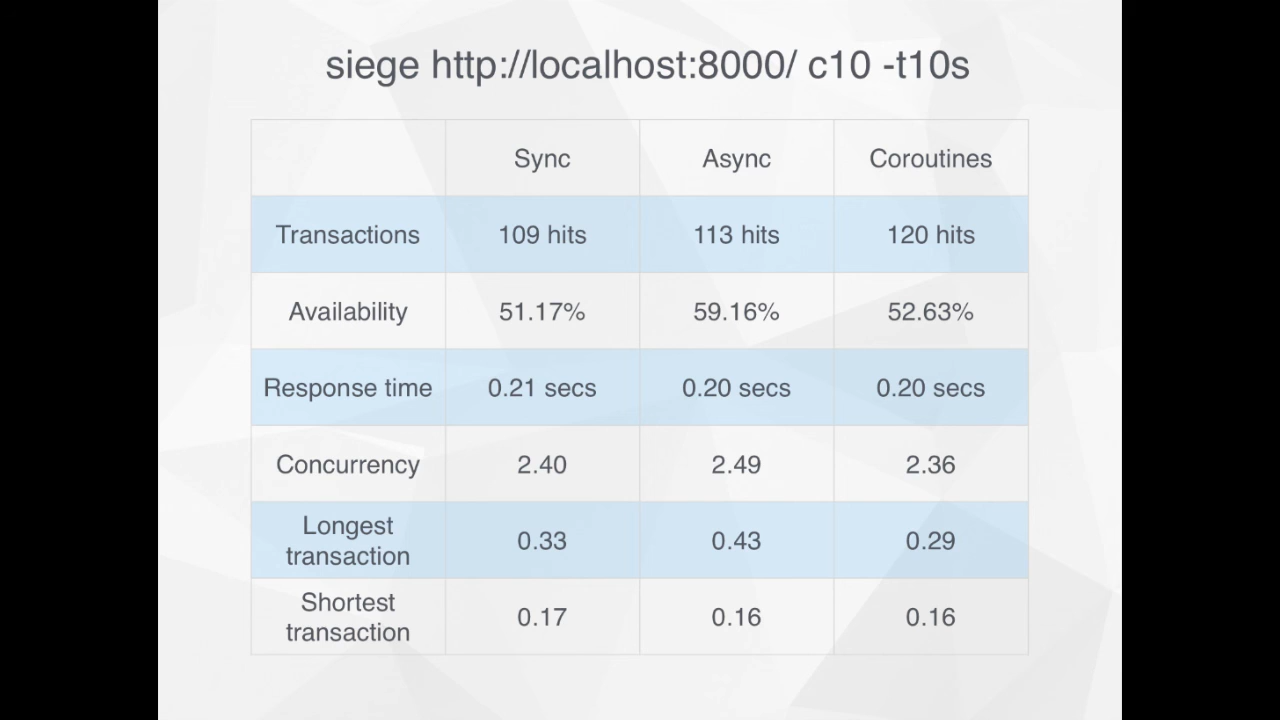 siege http://localhost:8000/ c10 -t10s
Sync Async Coroutines
Transactions 109 hits 113 hits 120 hits
Availability 51.17% 59.16% 52.63%
Response time 0.21 secs 0.20 secs 0.20 secs
Concurrency 2.40 2.49 2.36
Longest
transaction 0.33 0.43 0.29
Shortest
transaction 0.17 0.16 0.16